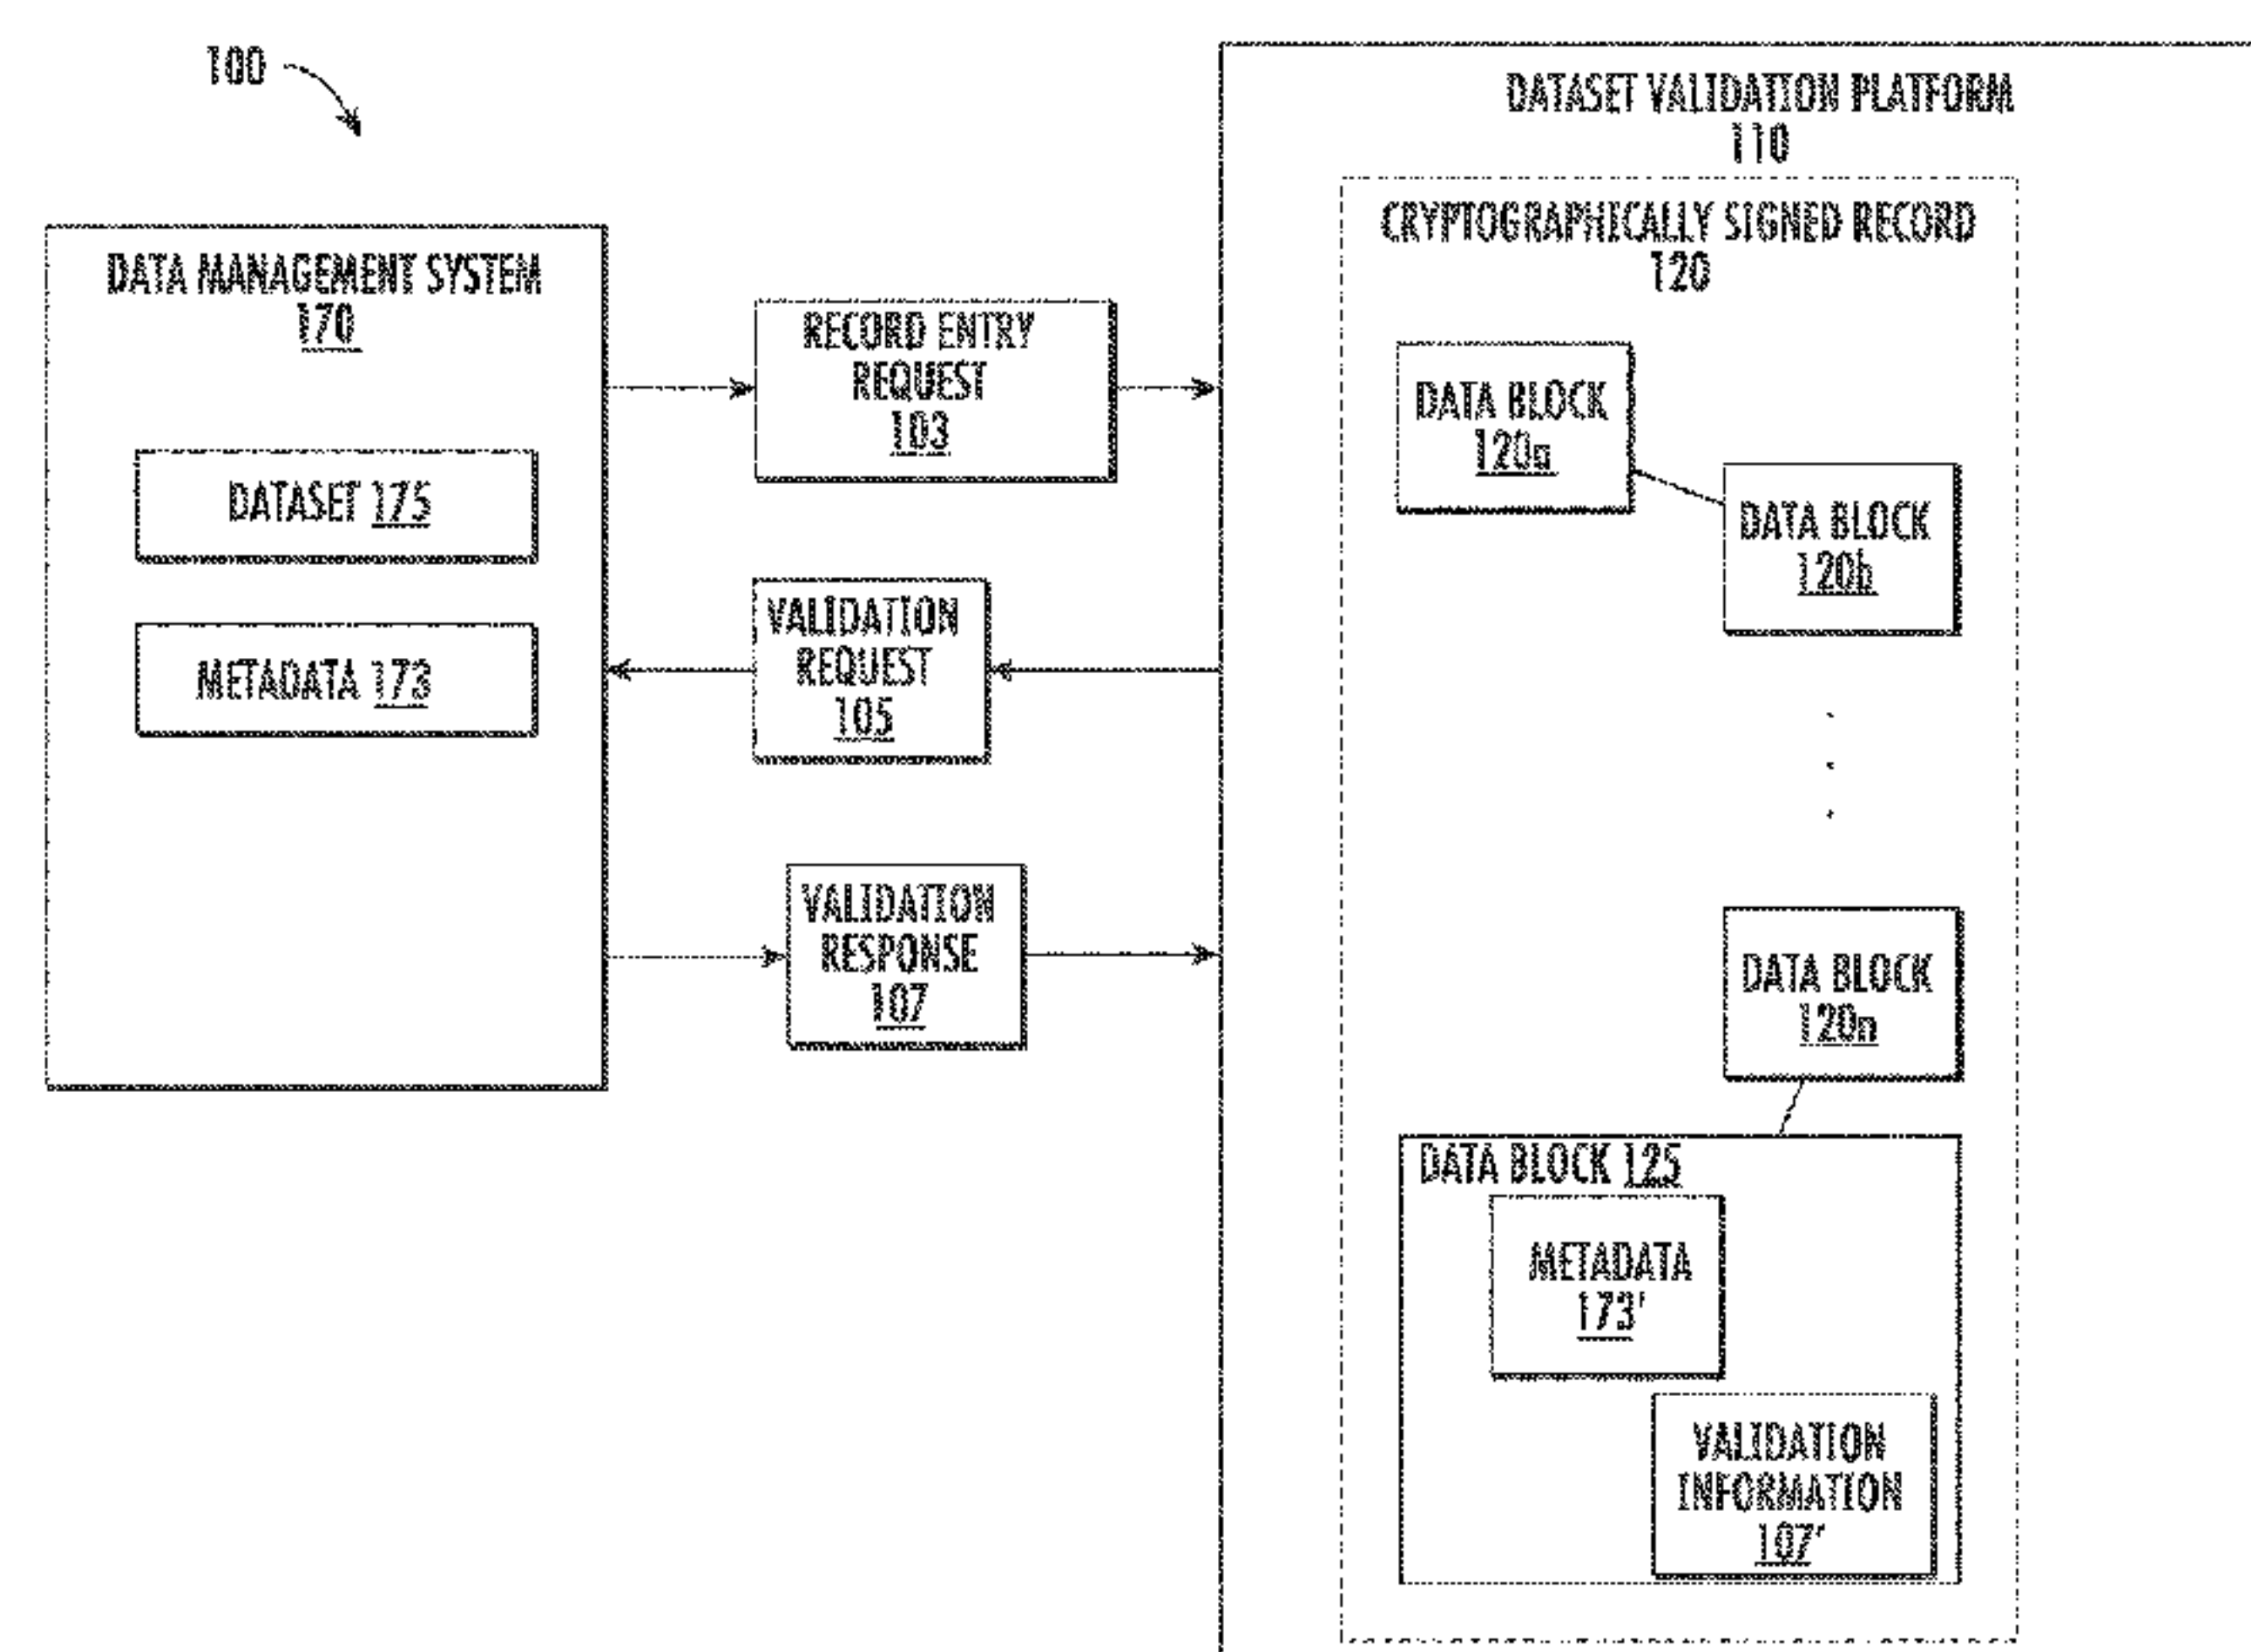 100
DATASET VALIDATION PLATFORM
110
CRYPTOGRAPHICALLY SIGNED RECORD
120
DATA MANAGEMENT SYSTEM
170
DATASET 175
METADATA 173
RECORD ENTRY
REQUEST
103
VALIDATION
REQUEST
105
VALIDATION
RESPONSE
107
DATA BLOCK
120a
DATA BLOCK
120b
DATA BLOCK
120n
DATA BLOCK 125
METADATA
173'
VALIDATION
INFORMATION
107'